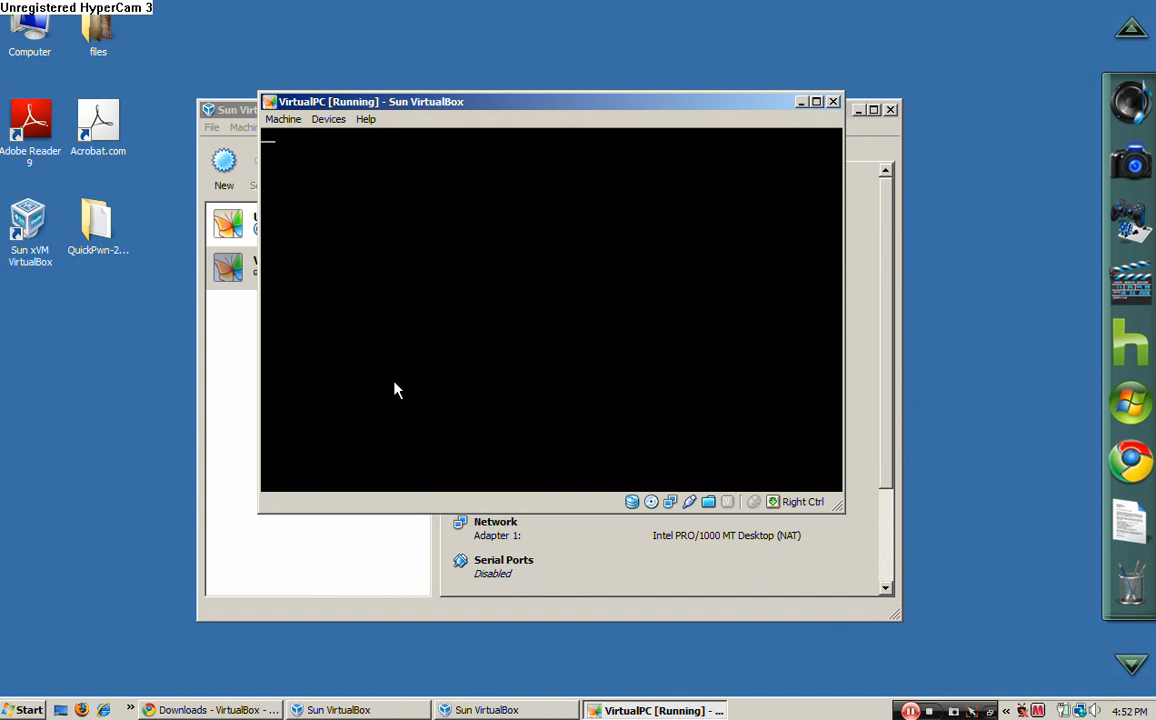 Unregistered HyperCam 3
Computer
files
Adobe Reader
9
Acrobat.com
Sun xVM
VirtualBox
QuickPwn-2...
Sun
File
New
VirtualPC [Running] - Sun VirtualBox
Machine Devices Help
Right Ctrl
Network
Adapter 1: Intel PRO/1000 MT Desktop (NAT)
Serial Ports
Disabled
Start
Downloads - VirtualBox - ...
Sun VirtualBox
Sun VirtualBox
VirtualPC [Running] - ...
4:52 PM